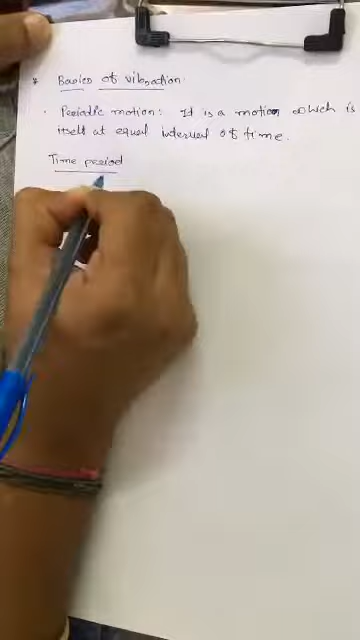 * Basics of vibration.
• Periodic motion: It is a motion which is
itself at equal interval of time.
Time period